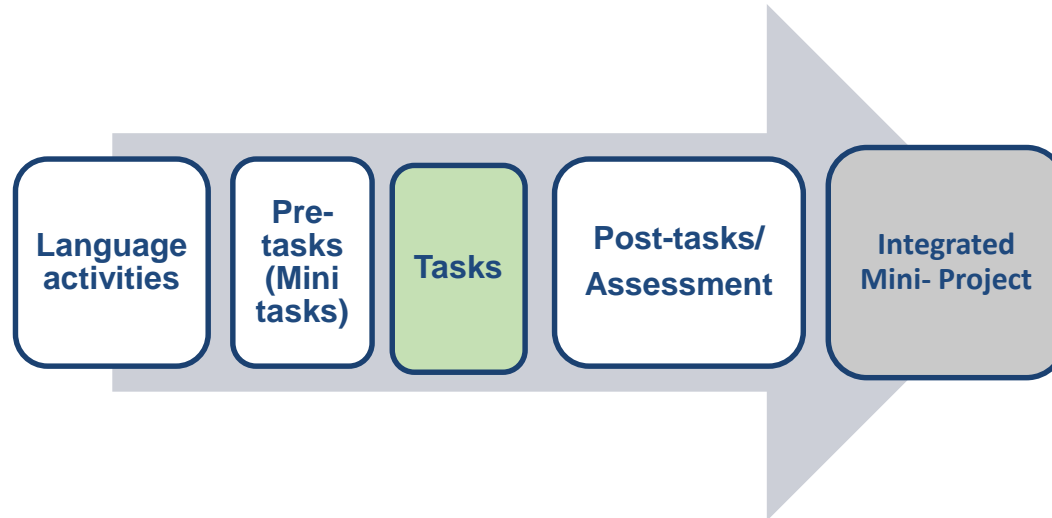 Language
activities
Pre-
tasks
(Mini
tasks)
Tasks
Post-tasks/
Assessment
Integrated
Mini- Project